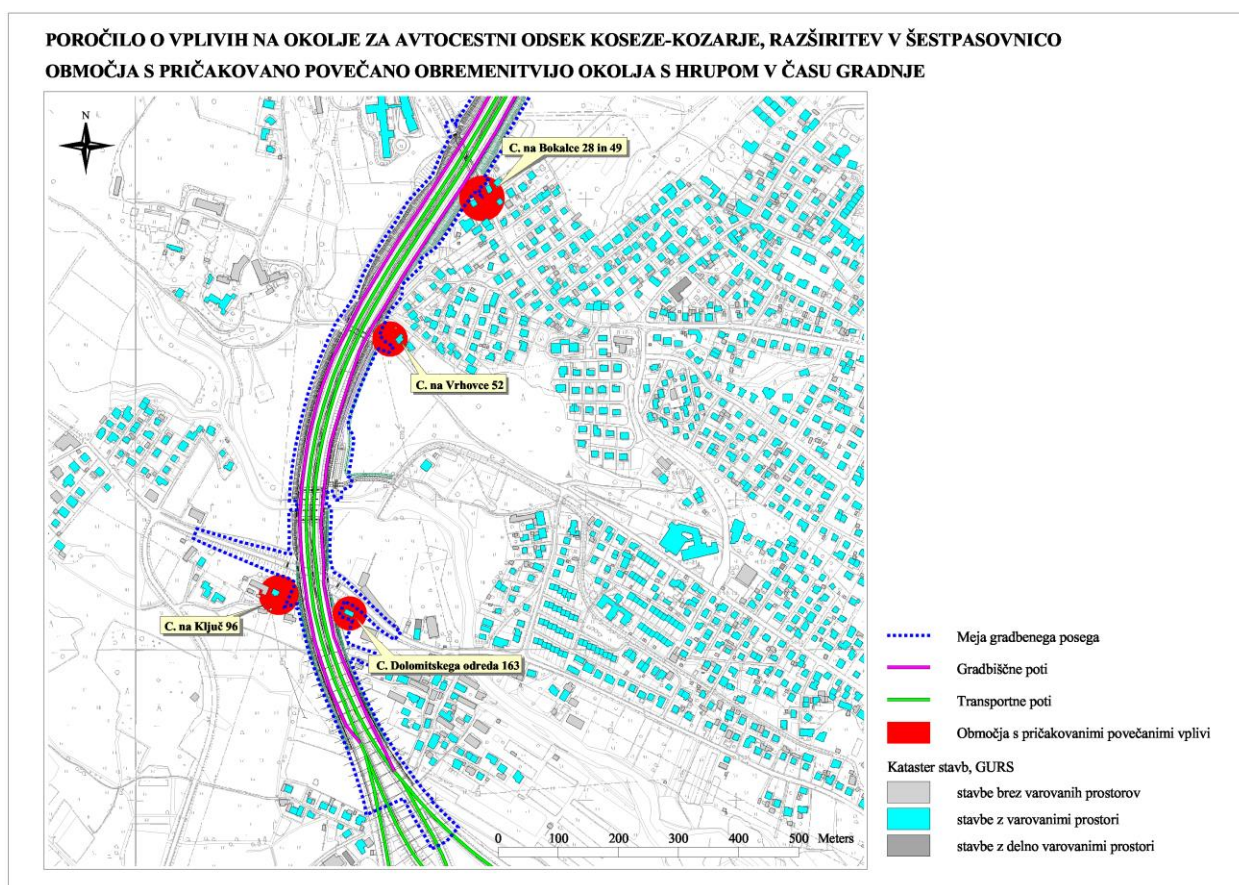 POROČILO O VPLIVIH NA OKOLJE ZA AVTOCESTNI ODSEK KOSEZE-KOZARJE, RAZŠIRITEV V ŠESTPASOVNICO
OBMOČJA S PRIČAKOVANO POVEČANO OBREMENITVIJO OKOLJA S HRUPOM V ČASU GRADNJE
N
C. na Bokalce 28 in 49
C. na Vrhovce 52
C. na Ključ 96
C. Dolomitskega odreda 163
Meja gradbenega posega
Gradbiščne poti
Transportne poti
Območja s pričakovanimi povečanimi vplivi
Kataster stavb, GURS
stavbe brez varovanih prostorov
stavbe z varovanimi prostori
stavbe z delno varovanimi prostori
0 100 200 300 400 500 Meters